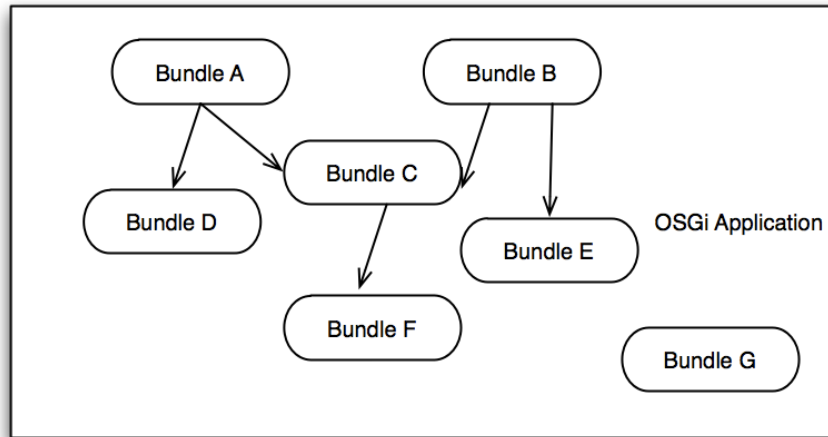 Bundle A
Bundle B
Bundle C
Bundle D
OSGi Application
Bundle E
Bundle F
Bundle G